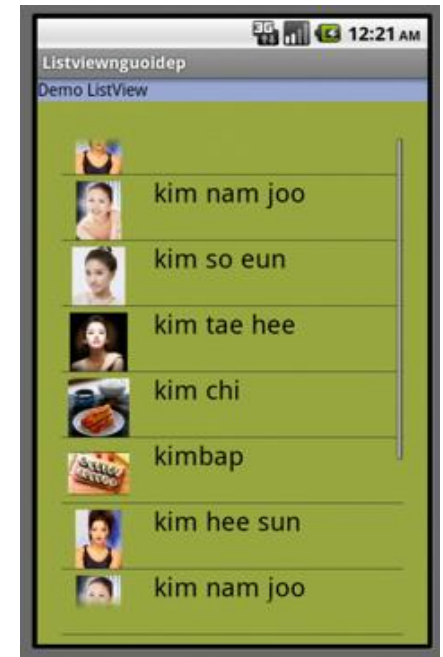 3G
12:21 AM
Listviewnguoidep
Demo ListView
kim nam joo
kim so eun
kim tae hee
kim chi
kimbap
kim hee sun
kim nam joo